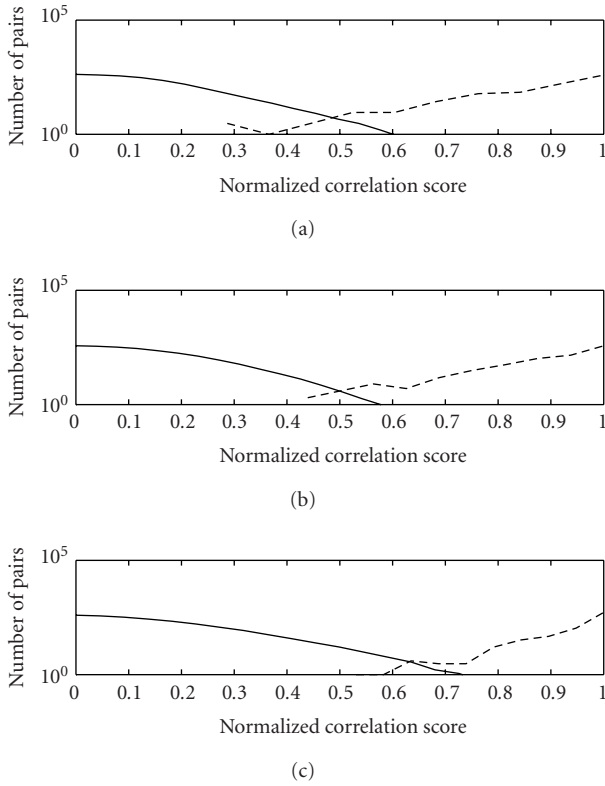 Number of pairs
10^5
10^0
0 0.1 0.2 0.3 0.4 0.5 0.6 0.7 0.8 0.9 1
Normalized correlation score
(a)
Number of pairs
10^5
10^0
0 0.1 0.2 0.3 0.4 0.5 0.6 0.7 0.8 0.9 1
Normalized correlation score
(b)
Number of pairs
10^5
10^0
0 0.1 0.2 0.3 0.4 0.5 0.6 0.7 0.8 0.9 1
Normalized correlation score
(c)